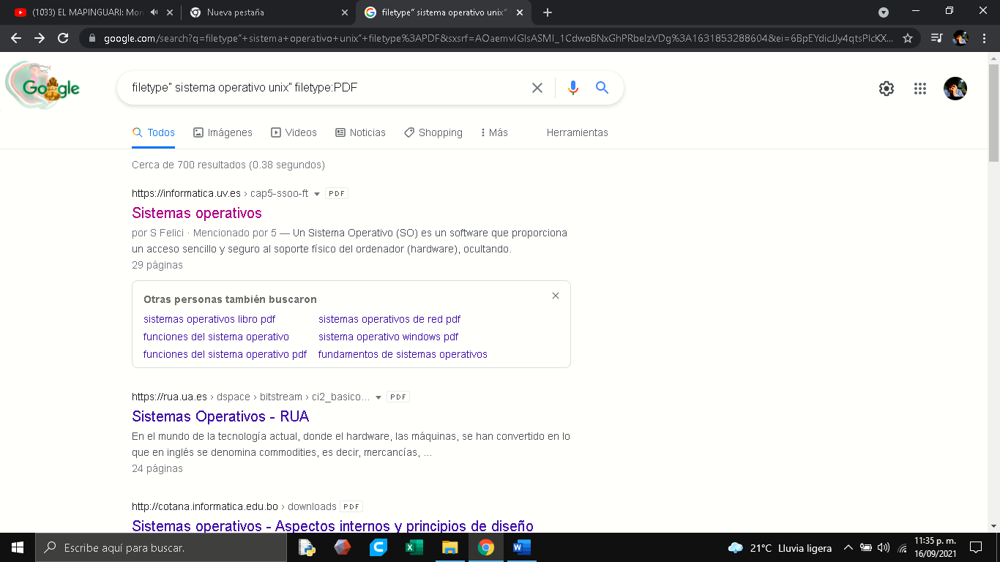 (1033) EL MAPINGUARI: Mon
Nueva pestaña
filetype" sistema operativo unix"
google.com/search?q=filetype"+sistema+operativo+unix"+filetype%3APDF&sxsrf=AOaemvIGlsASMI_1CdwoBNxGhPRbeIzVDg%3A1631853288604&ei=6BpEYdicJJy4qtsPIcKX...
Google
filetype" sistema operativo unix" filetype:PDF
Todos Imágenes Videos Noticias Shopping Más Herramientas
Cerca de 700 resultados (0.38 segundos)
https://informatica.uv.es › cap5-ssoo-ft PDF
Sistemas operativos
por S Felici · Mencionado por 5 — Un Sistema Operativo (SO) es un software que proporciona
un acceso sencillo y seguro al soporte físico del ordenador (hardware), ocultando.
29 páginas
Otras personas también buscaron
sistemas operativos libro pdf sistemas operativos de red pdf
funciones del sistema operativo sistema operativo windows pdf
funciones del sistema operativo pdf fundamentos de sistemas operativos
https://rua.ua.es › dspace › bitstream › ci2_basico... PDF
Sistemas Operativos - RUA
En el mundo de la tecnología actual, donde el hardware, las máquinas, se han convertido en lo
que en inglés se denomina commodities, es decir, mercancías, ...
24 páginas
http://cotana.informatica.edu.bo › downloads PDF
Sistemas operativos - Aspectos internos y principios de diseño
Escribe aquí para buscar.
21°C Lluvia ligera
11:35 p. m.
16/09/2021